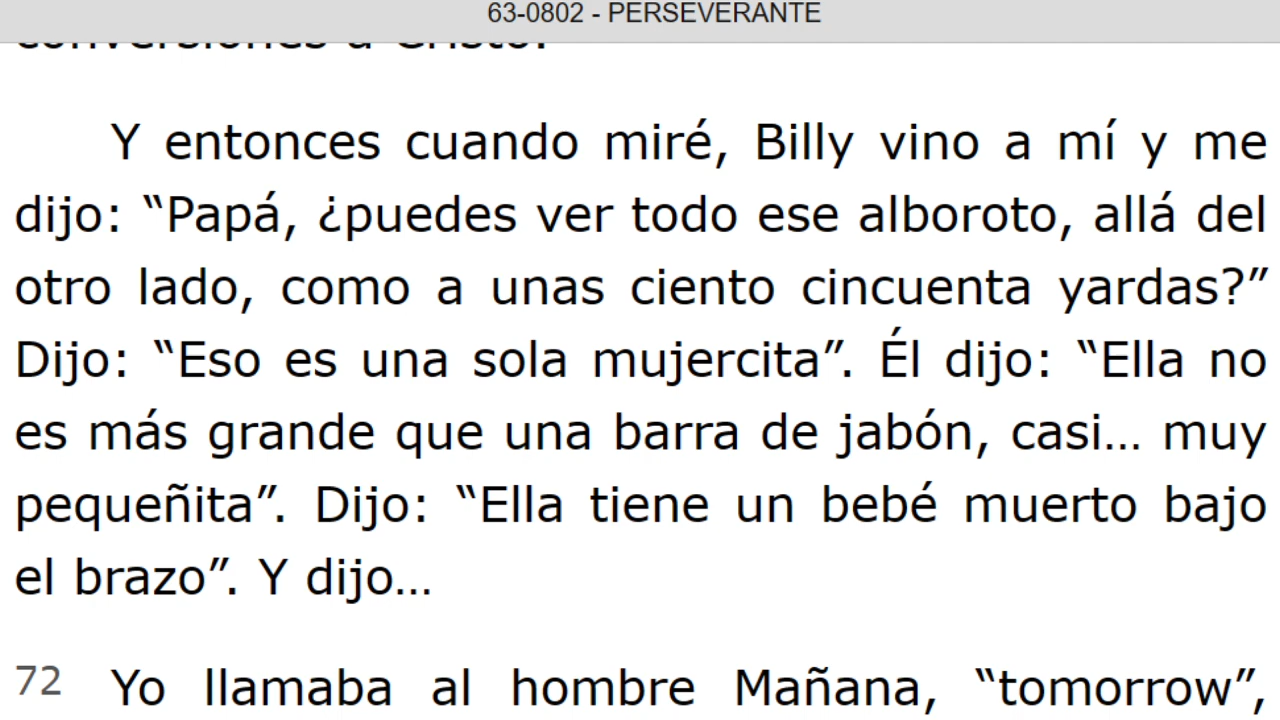 63-0802 - PERSEVERANTE
conversiones a Cristo.
Y entonces cuando miré, Billy vino a mí y me
dijo: “Papá, ¿puedes ver todo ese alboroto, allá del
otro lado, como a unas ciento cincuenta yardas?”
Dijo: “Eso es una sola mujercita”. Él dijo: “Ella no
es más grande que una barra de jabón, casi... muy
pequeñita”. Dijo: “Ella tiene un bebé muerto bajo
el brazo”. Y dijo...
72 Yo llamaba al hombre Mañana, “tomorrow”,